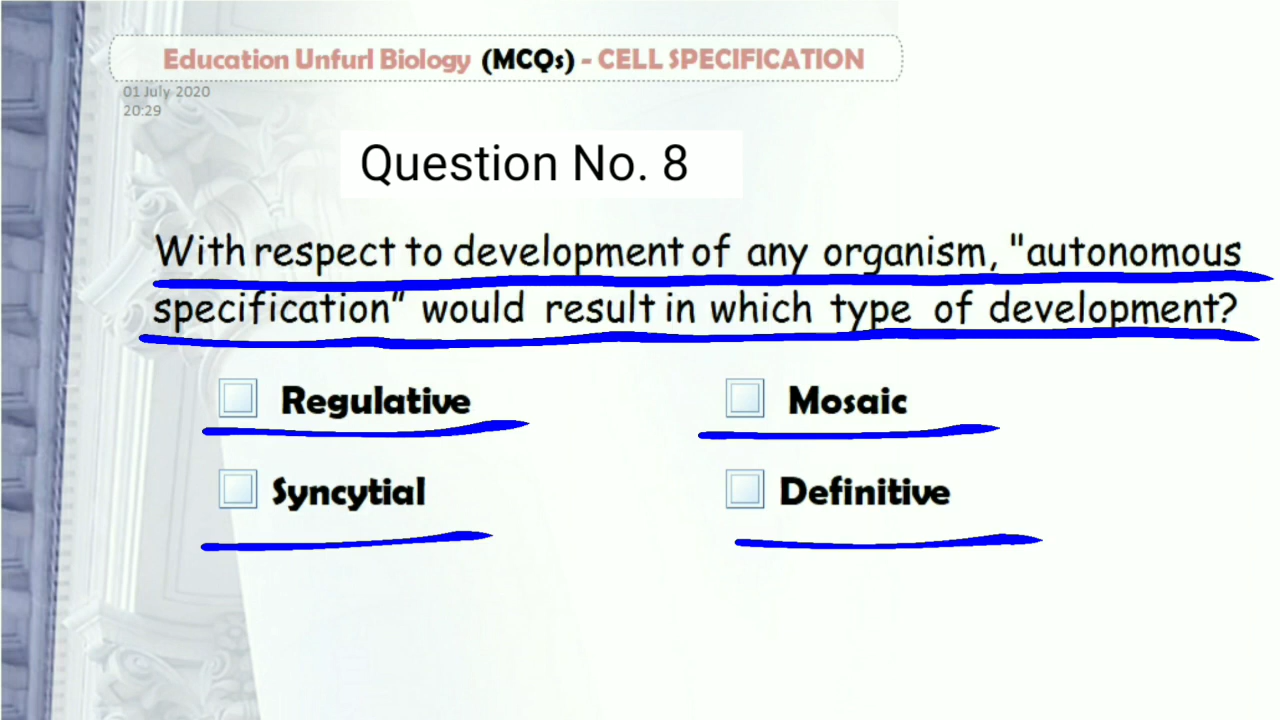 Education Unfurl Biology (MCQs) - CELL SPECIFICATION
01 July 2020
20:29
Question No. 8
With respect to development of any organism, "autonomous
specification" would result in which type of development?
Regulative
Mosaic
Syncytial
Definitive